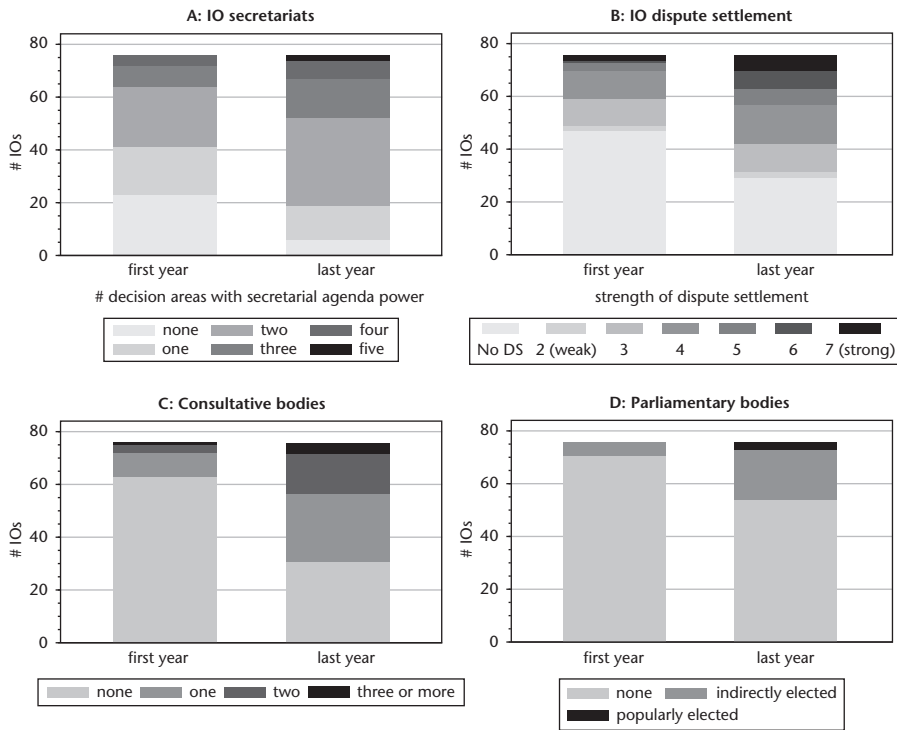 A: IO secretariats
80
60
40
20
0
# IOs
first year
last year
# decision areas with secretarial agenda power
none two four
one three five
B: IO dispute settlement
80
60
40
20
0
# IOs
first year
last year
strength of dispute settlement
No DS 2 (weak) 3 4 5 6 7 (strong)
C: Consultative bodies
80
60
40
20
0
# IOs
first year
last year
none one two three or more
D: Parliamentary bodies
80
60
40
20
0
# IOs
first year
last year
none indirectly elected
popularly elected